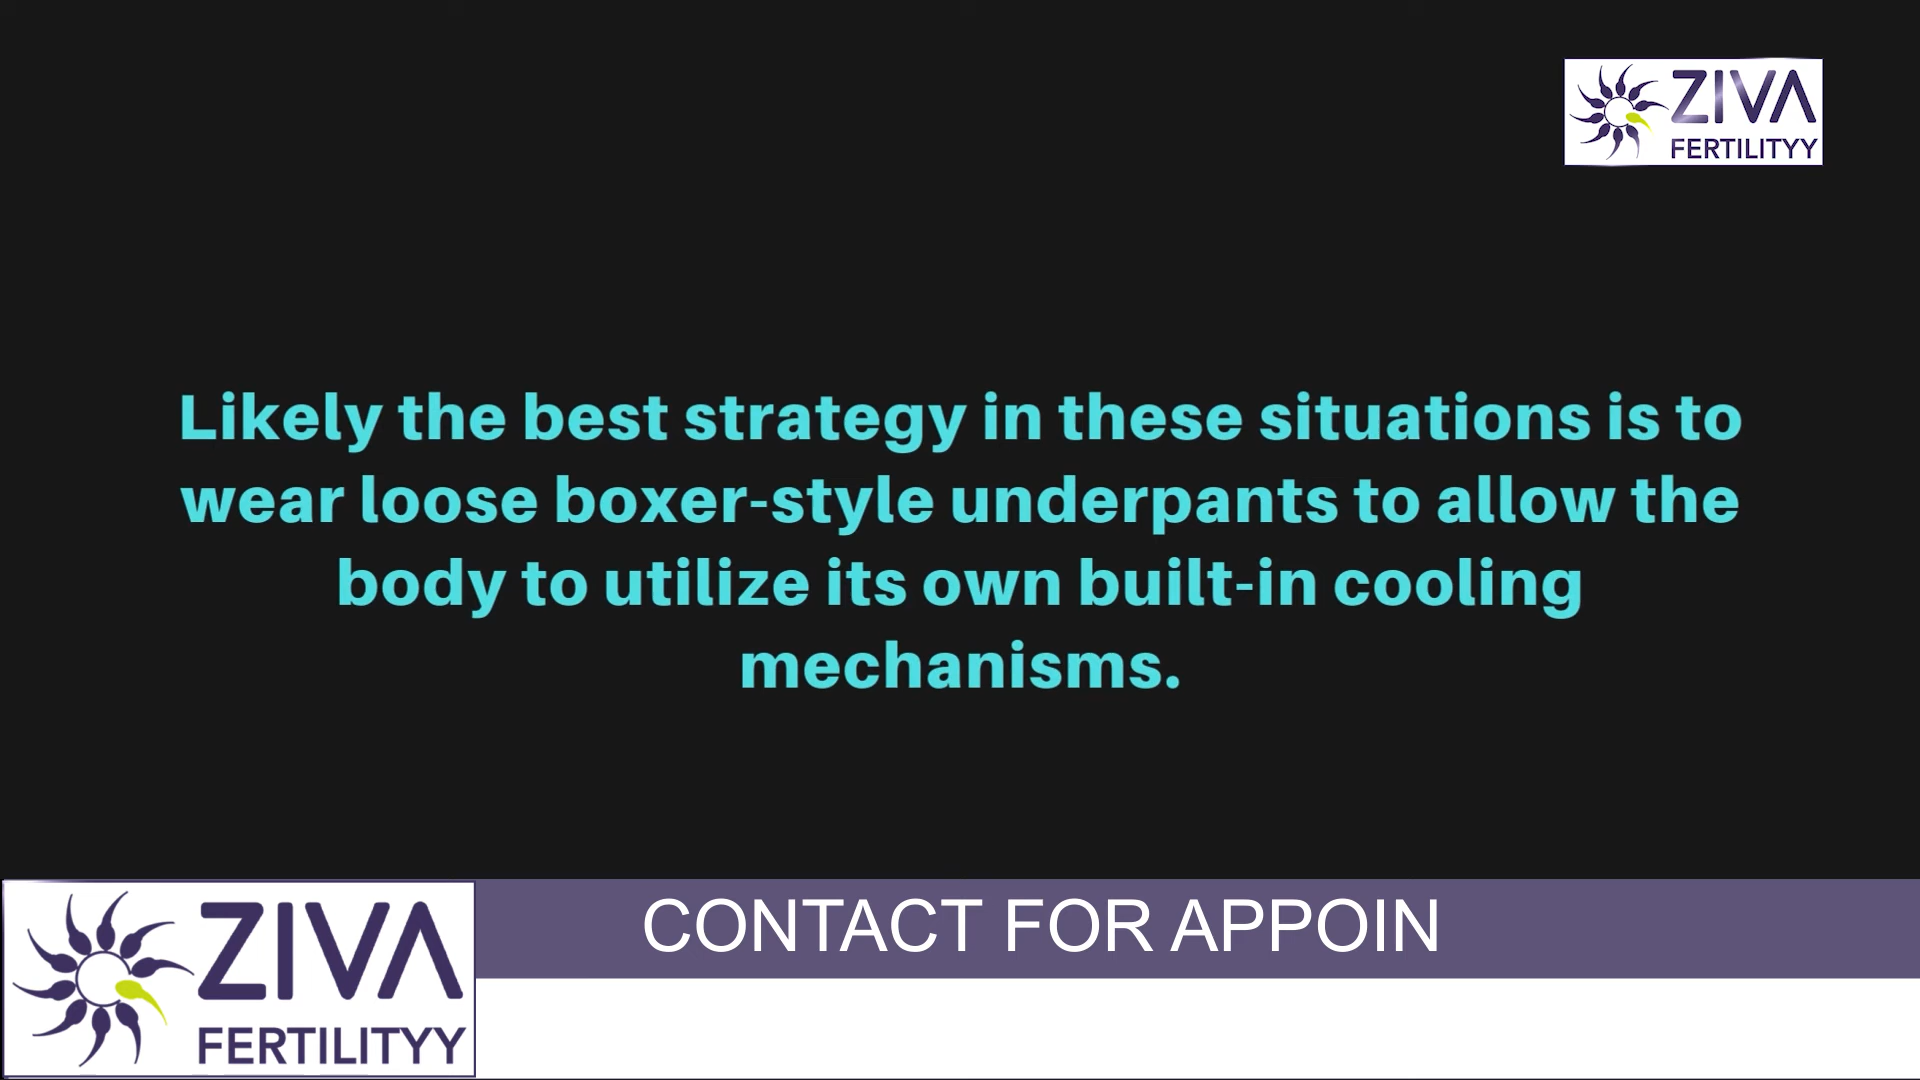 ZIVA
FERTILITYY
Likely the best strategy in these situations is to
wear loose boxer-style underpants to allow the
body to utilize its own built-in cooling
mechanisms.
CONTACT FOR APPOIN
ZIVA
FERTILITYY